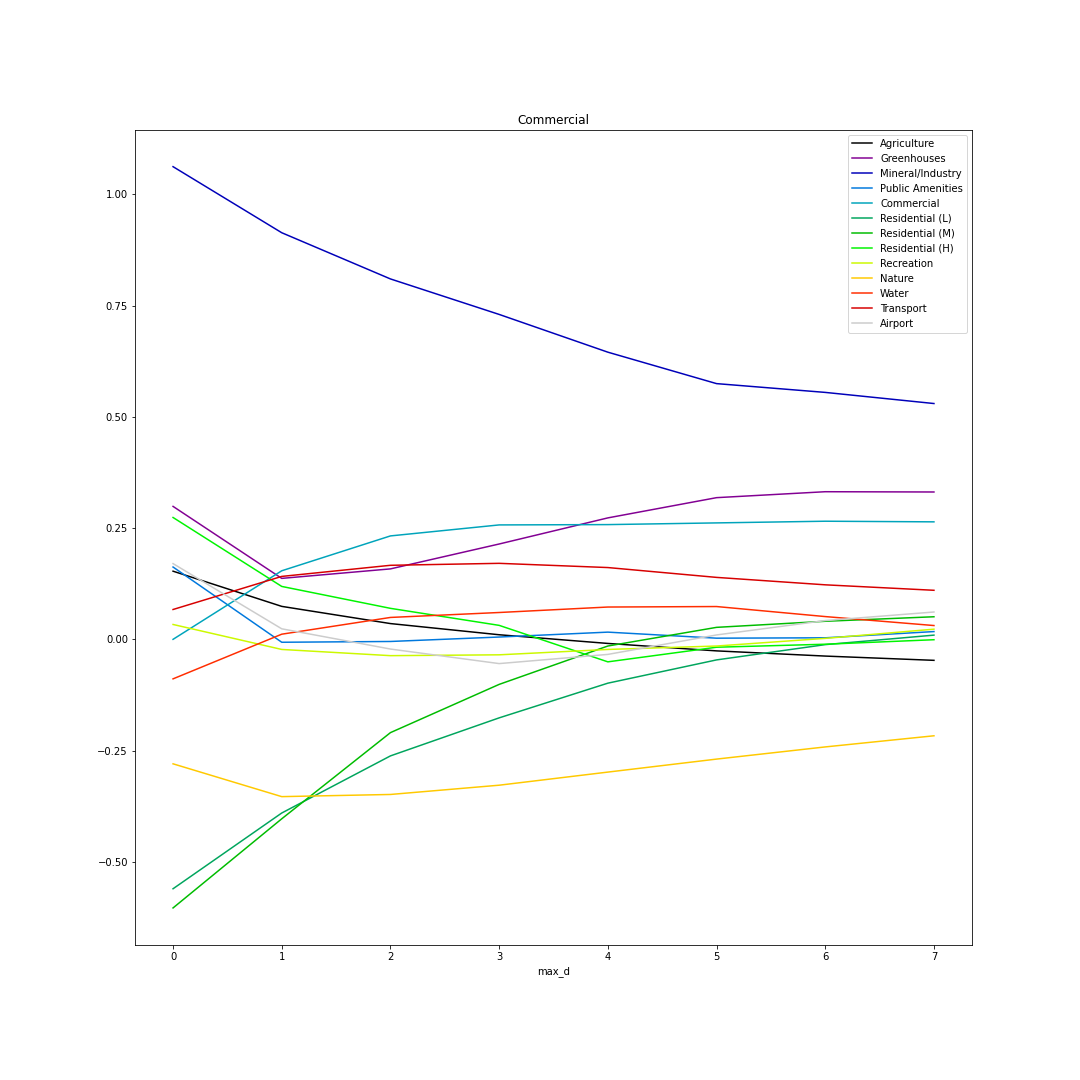 Commercial
1.00
0.75
0.50
0.25
0.00
−0.25
−0.50
0 1 2 3 4 5 6 7
max_d
Agriculture
Greenhouses
Mineral/Industry
Public Amenities
Commercial
Residential (L)
Residential (M)
Residential (H)
Recreation
Nature
Water
Transport
Airport